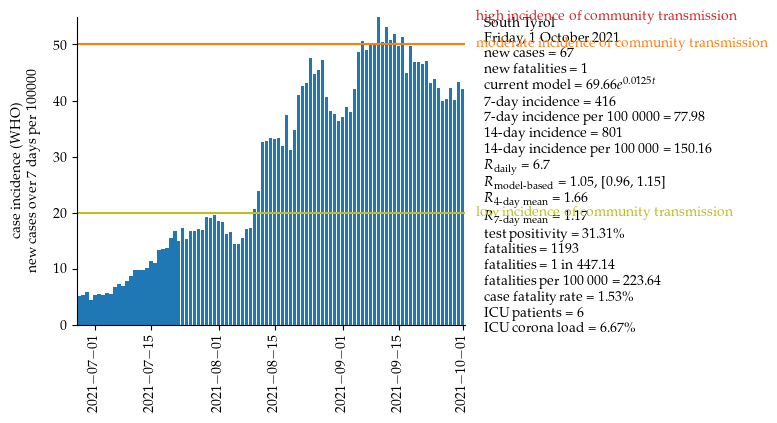 high incidence of community transmission
South Tyrol
Friday, 1 October 2021
moderate incidence of community transmission
new cases = 67
new fatalities = 1
current model = 69.66e^0.0125t
7-day incidence = 416
7-day incidence per 100 0000 = 77.98
14-day incidence = 801
14-day incidence per 100 000 = 150.16
R_daily = 6.7
R_model-based = 1.05, [0.96, 1.15]
R_4-day mean = 1.66
low incidence of community transmission
R_7-day mean = 1.17
test positivity = 31.31%
fatalities = 1193
fatalities = 1 in 447.14
fatalities per 100 000 = 223.64
case fatality rate = 1.53%
ICU patients = 6
ICU corona load = 6.67%
case incidence (WHO)
new cases over 7 days per 100000
50
40
30
20
10
0
2021−07−01
2021−07−15
2021−08−01
2021−08−15
2021−09−01
2021−09−15
2021−10−01